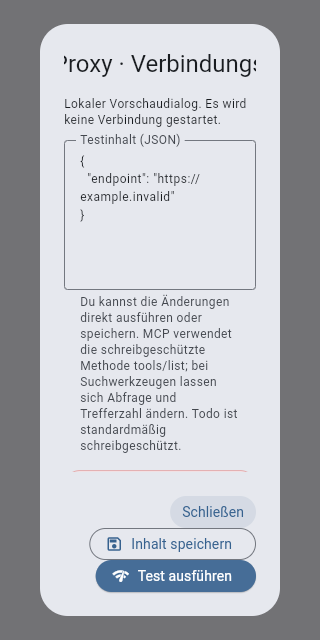 Proxy · Verbindungs
Lokaler Vorschaudialog. Es wird
keine Verbindung gestartet.
Testinhalt (JSON)
{
"endpoint": "https://
example.invalid"
}
Du kannst die Änderungen
direkt ausführen oder
speichern. MCP verwendet
die schreibgeschützte
Methode tools/list; bei
Suchwerkzeugen lassen
sich Abfrage und
Trefferzahl ändern. Todo ist
standardmäßig
schreibgeschützt.
Schließen
Inhalt speichern
Test ausführen